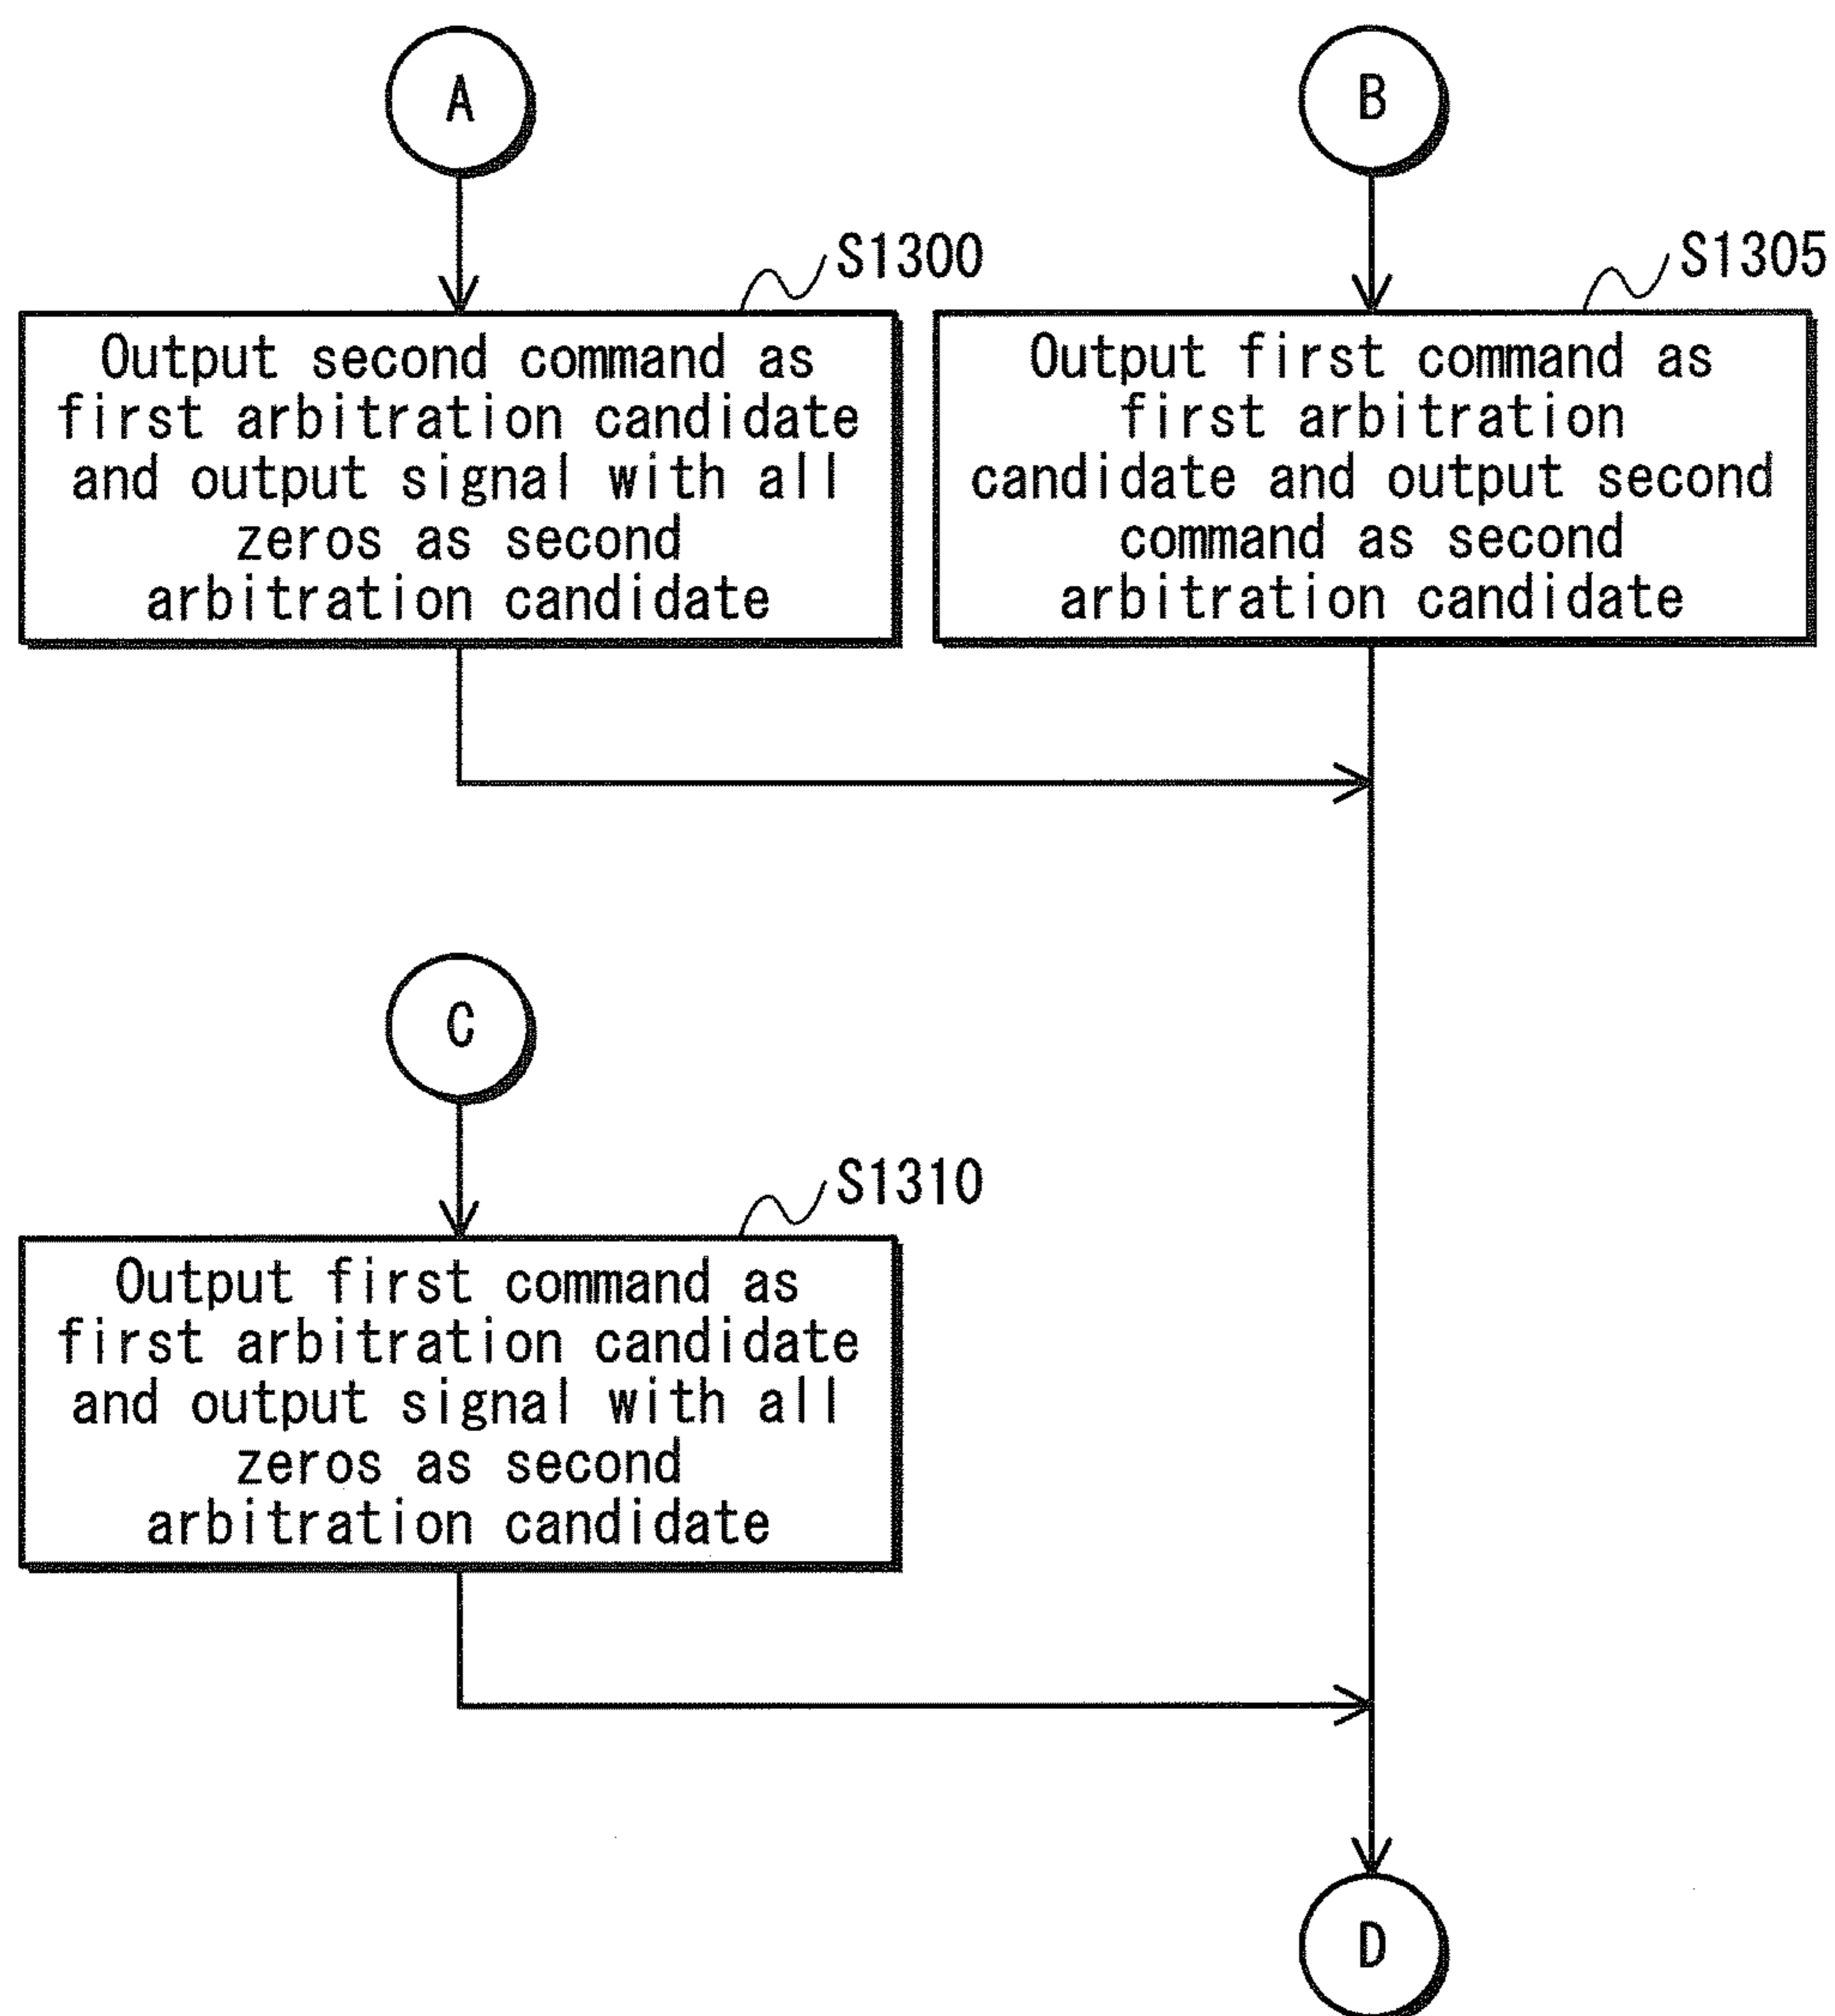 A
B
S1300
S1305
Output second command as
first arbitration candidate
and output signal with all
zeros as second
arbitration candidate
Output first command as
first arbitration
candidate and output second
command as second
arbitration candidate
C
S1310
Output first command as
first arbitration candidate
and output signal with all
zeros as second
arbitration candidate
D